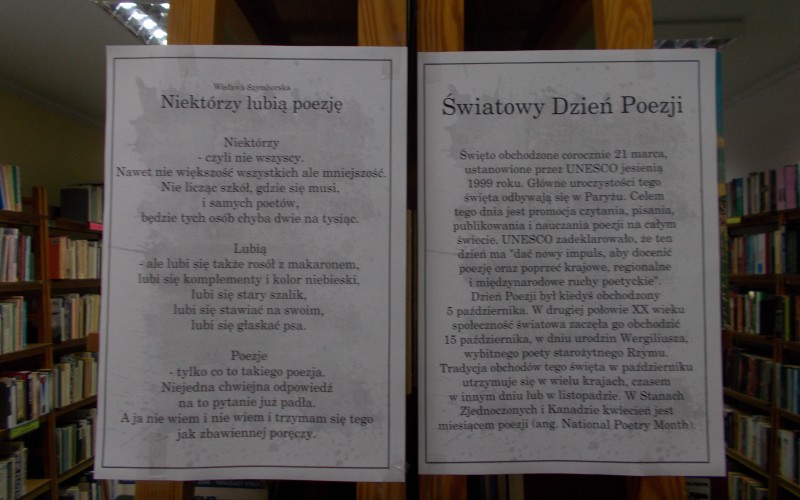 Wisława Szymborska
Niektórzy lubią poezję
Niektórzy
- czyli nie wszyscy.
Nawet nie większość wszystkich ale mniejszość.
Nie licząc szkół, gdzie się musi,
i samych poetów,
będzie tych osób chyba dwie na tysiąc.
Lubią
- ale lubi się także rosół z makaronem,
lubi się komplementy i kolor niebieski,
lubi się stary szalik,
lubi się stawiać na swoim,
lubi się głaskać psa.
Poezje
- tylko co to takiego poezja.
Niejedna chwiejna odpowiedź
na to pytanie już padła.
A ja nie wiem i nie wiem i trzymam się tego
jak zbawiennej poręczy.
Światowy Dzień Poezji
Święto obchodzone corocznie 21 marca,
ustanowione przez UNESCO jesienią
1999 roku. Główne uroczystości tego
święta odbywają się w Paryżu. Celem
tego dnia jest promocja czytania, pisania,
publikowania i nauczania poezji na całym
świecie. UNESCO zadeklarowało, że ten
dzień ma "dać nowy impuls, aby docenić
poezję oraz poprzeć krajowe, regionalne
i międzynarodowe ruchy poetyckie".
Dzień Poezji był kiedyś obchodzony
5 października. W drugiej połowie XX wieku
społeczność światowa zaczęła go obchodzić
15 października, w dniu urodzin Wergiliusza,
wybitnego poety starożytnego Rzymu.
Tradycja obchodów tego święta w październiku
utrzymuje się w wielu krajach, czasem
w innym dniu lub w listopadzie. W Stanach
Zjednoczonych i Kanadzie kwiecień jest
miesiącem poezji (ang. National Poetry Month).